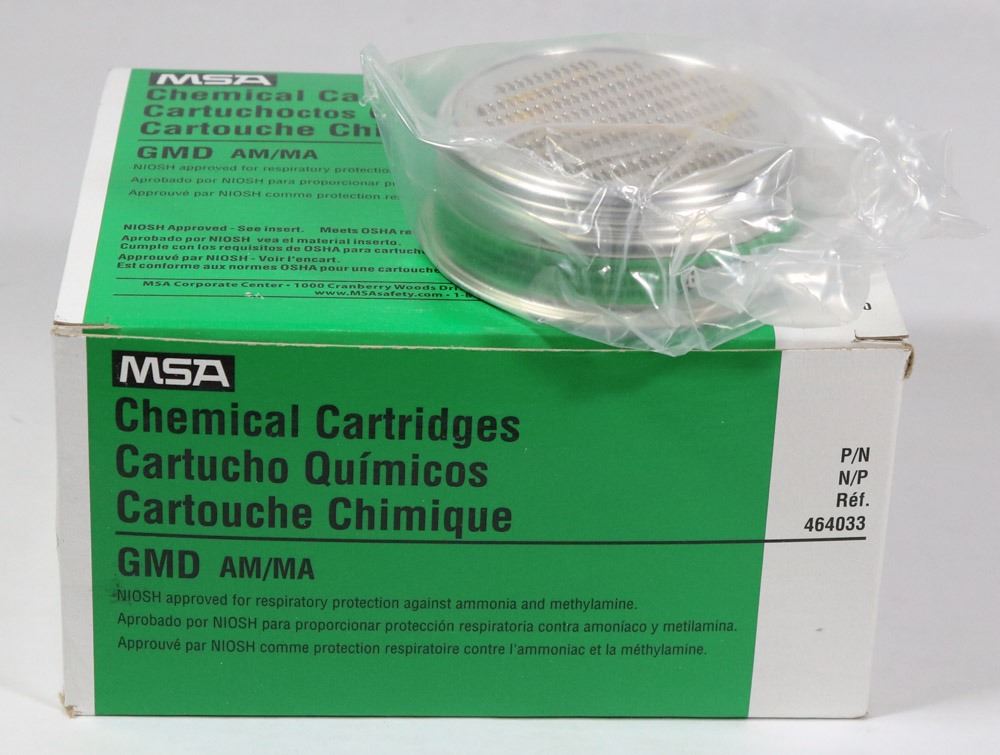 MSA
Chemical Ca
Cartuchoctos
Cartouche Chi
GMD AM/MA
NIOSH approved for respiratory protectio
Aprobado por NIOSH para proporcionar p
Approuvé par NIOSH comme protection re
NIOSH Approved - See insert. Meets OSHA re
Aprobado por NIOSH vea el material inserto.
Cumple con los requisitos de OSHA para cartuch
Approuvé par NIOSH - Voir l'encart.
Est conforme aux normes OSHA pour une cartouche
MSA Corporate Center • 1000 Cranberry Woods Dri
www.MSAsafety.com • 1-
MSA
Chemical Cartridges
Cartucho Químicos
Cartouche Chimique
GMD AM/MA
NIOSH approved for respiratory protection against ammonia and methylamine.
Aprobado por NIOSH para proporcionar protección respiratoria contra amoníaco y metilamina.
Approuvé par NIOSH comme protection respiratoire contre l'ammoniac et la méthylamine.
P/N
N/P
Réf.
464033